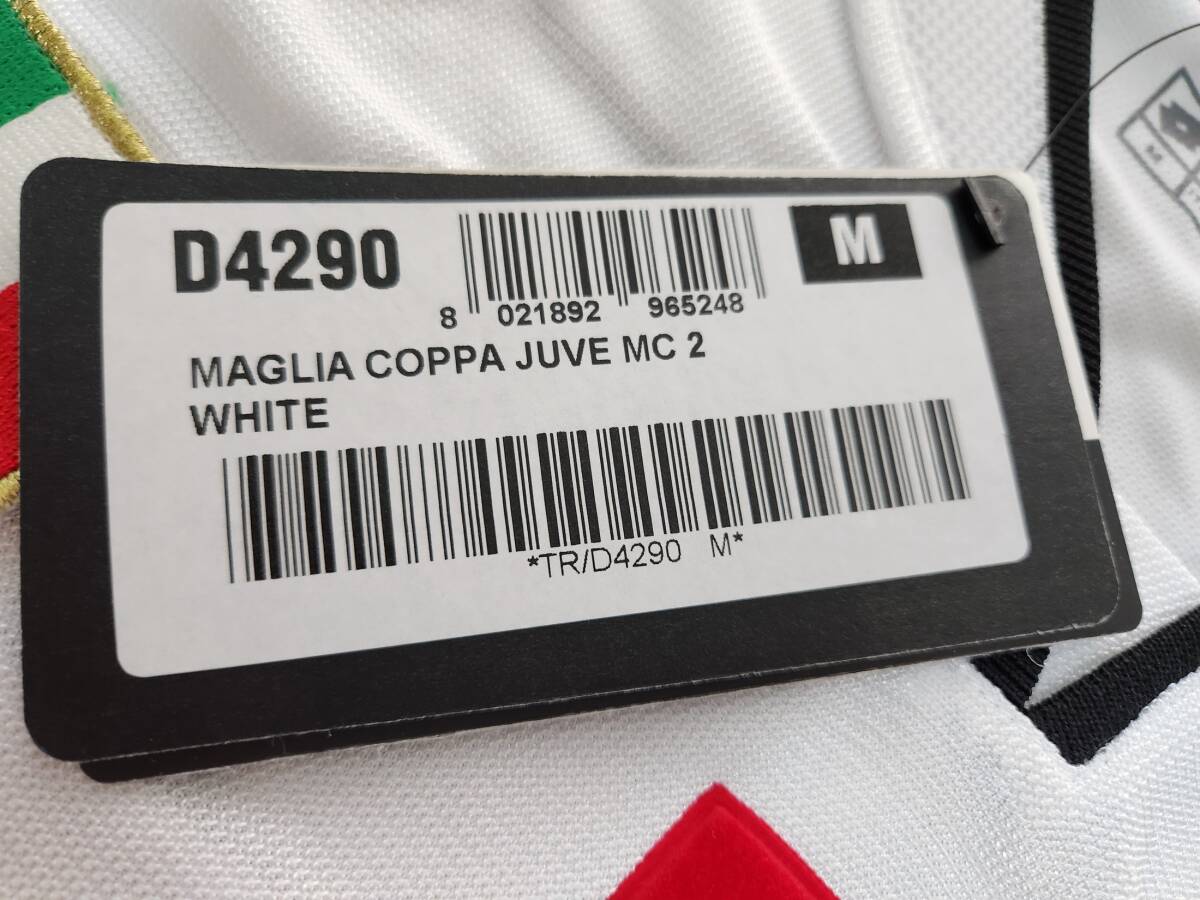 D4290
M
8 021892 965248
MAGLIA COPPA JUVE MC 2
WHITE
*TR/D4290 M*
M